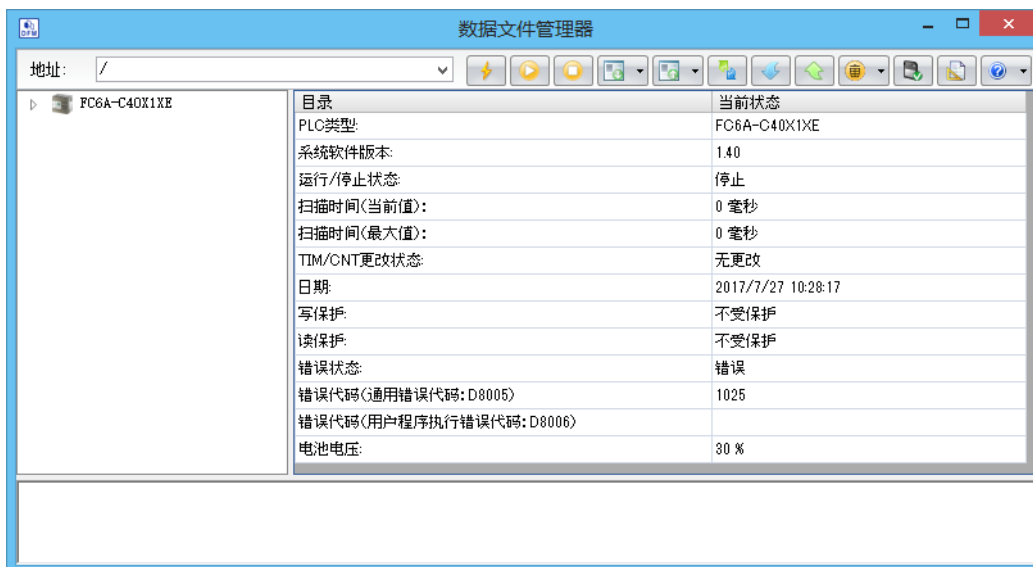 DFM
数据文件管理器
地址: /
FC6A-C40X1XE
目录 当前状态
PLC类型: FC6A-C40X1XE
系统软件版本: 1.40
运行/停止状态: 停止
扫描时间(当前值): 0 毫秒
扫描时间(最大值): 0 毫秒
TIM/CNT更改状态: 无更改
日期: 2017/7/27 10:28:17
写保护: 不受保护
读保护: 不受保护
错误状态: 错误
错误代码(通用错误代码:D8005) 1025
错误代码(用户程序执行错误代码:D8006)
电池电压: 30 %